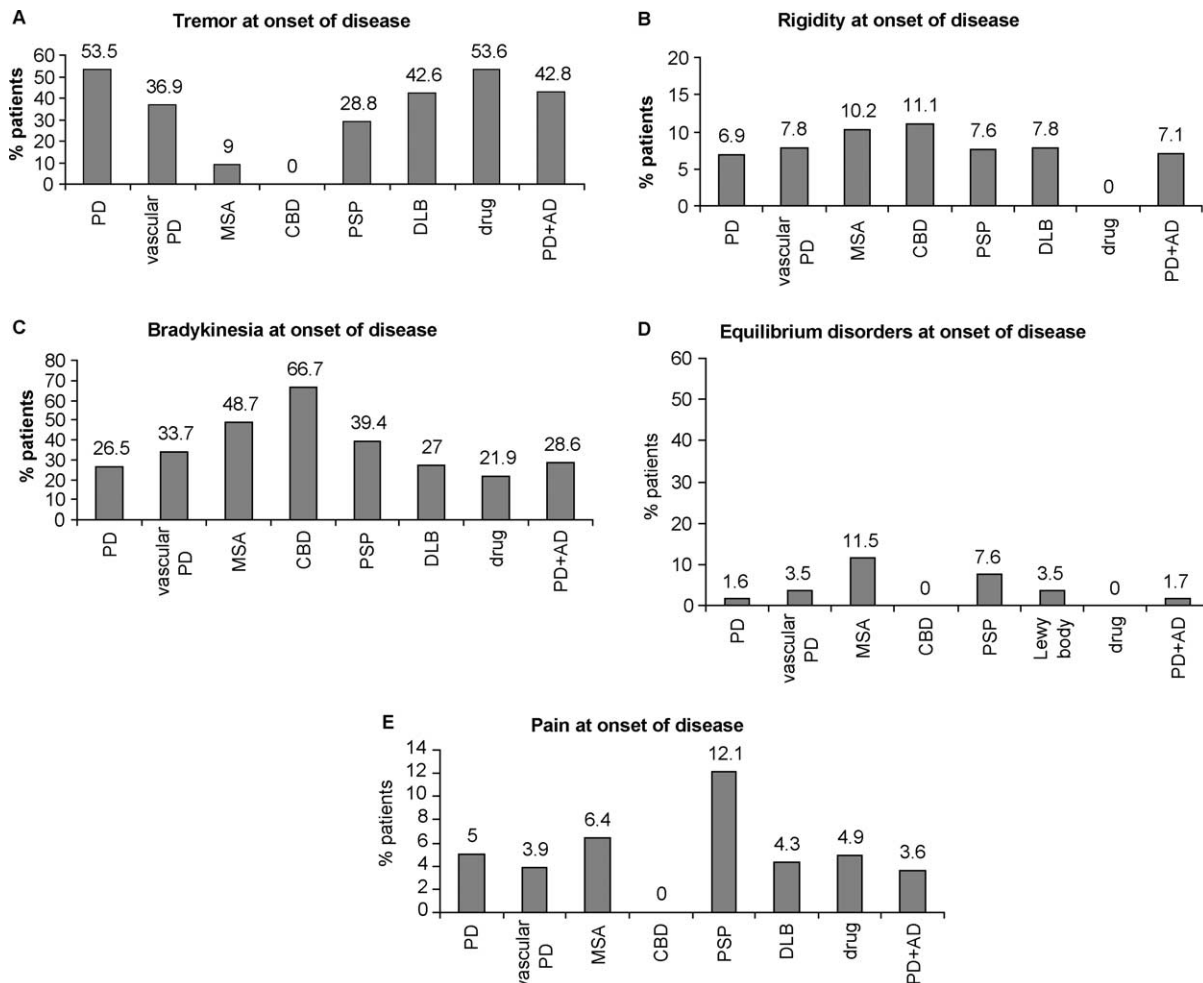 A
Tremor at onset of disease
% patients
60
50
40
30
20
10
0
53.5
36.9
9
0
28.8
42.6
53.6
42.8
PD
vascular
PD
MSA
CBD
PSP
DLB
drug
PD+AD
B
Rigidity at onset of disease
% patients
20
15
10
5
0
6.9
7.8
10.2
11.1
7.6
7.8
0
7.1
PD
vascular
PD
MSA
CBD
PSP
DLB
drug
PD+AD
C
Bradykinesia at onset of disease
% patients
80
70
60
50
40
30
20
10
0
26.5
33.7
48.7
66.7
39.4
27
21.9
28.6
PD
vascular
PD
MSA
CBD
PSP
DLB
drug
PD+AD
D
Equilibrium disorders at onset of disease
% patients
60
50
40
30
20
10
0
1.6
3.5
11.5
0
7.6
3.5
0
1.7
PD
vascular
PD
MSA
CBD
PSP
Lewy
body
drug
PD+AD
E
Pain at onset of disease
% patients
14
12
10
8
6
4
2
0
5
3.9
6.4
0
12.1
4.3
4.9
3.6
PD
vascular
PD
MSA
CBD
PSP
DLB
drug
PD+AD